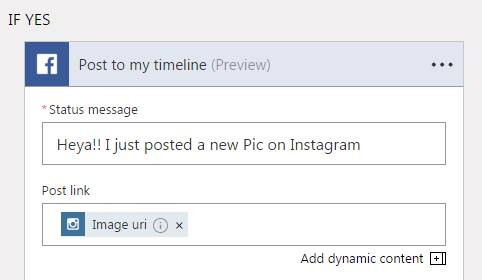 IF YES
Post to my timeline (Preview)
*Status message
Heya!! I just posted a new Pic on Instagram
Post link
Image uri
Add dynamic content